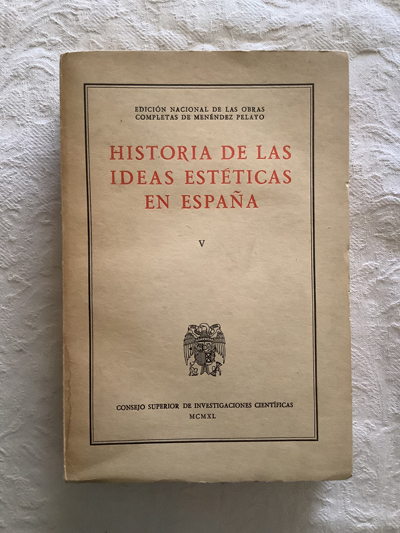 EDICIÓN NACIONAL DE LAS OBRAS
COMPLETAS DE MENÉNDEZ PELAYO
HISTORIA DE LAS
IDEAS ESTÉTICAS
EN ESPAÑA
V
CONSEJO SUPERIOR DE INVESTIGACIONES CIENTÍFICAS
MCMXL